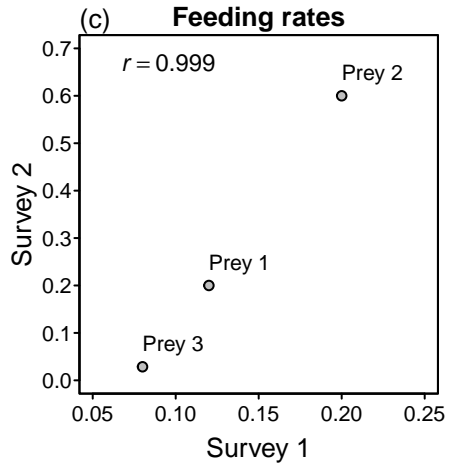 (c) Feeding rates
r = 0.999
Prey 2
Prey 1
Prey 3
Survey 2
0.7
0.6
0.5
0.4
0.3
0.2
0.1
0.0
0.05 0.10 0.15 0.20 0.25
Survey 1